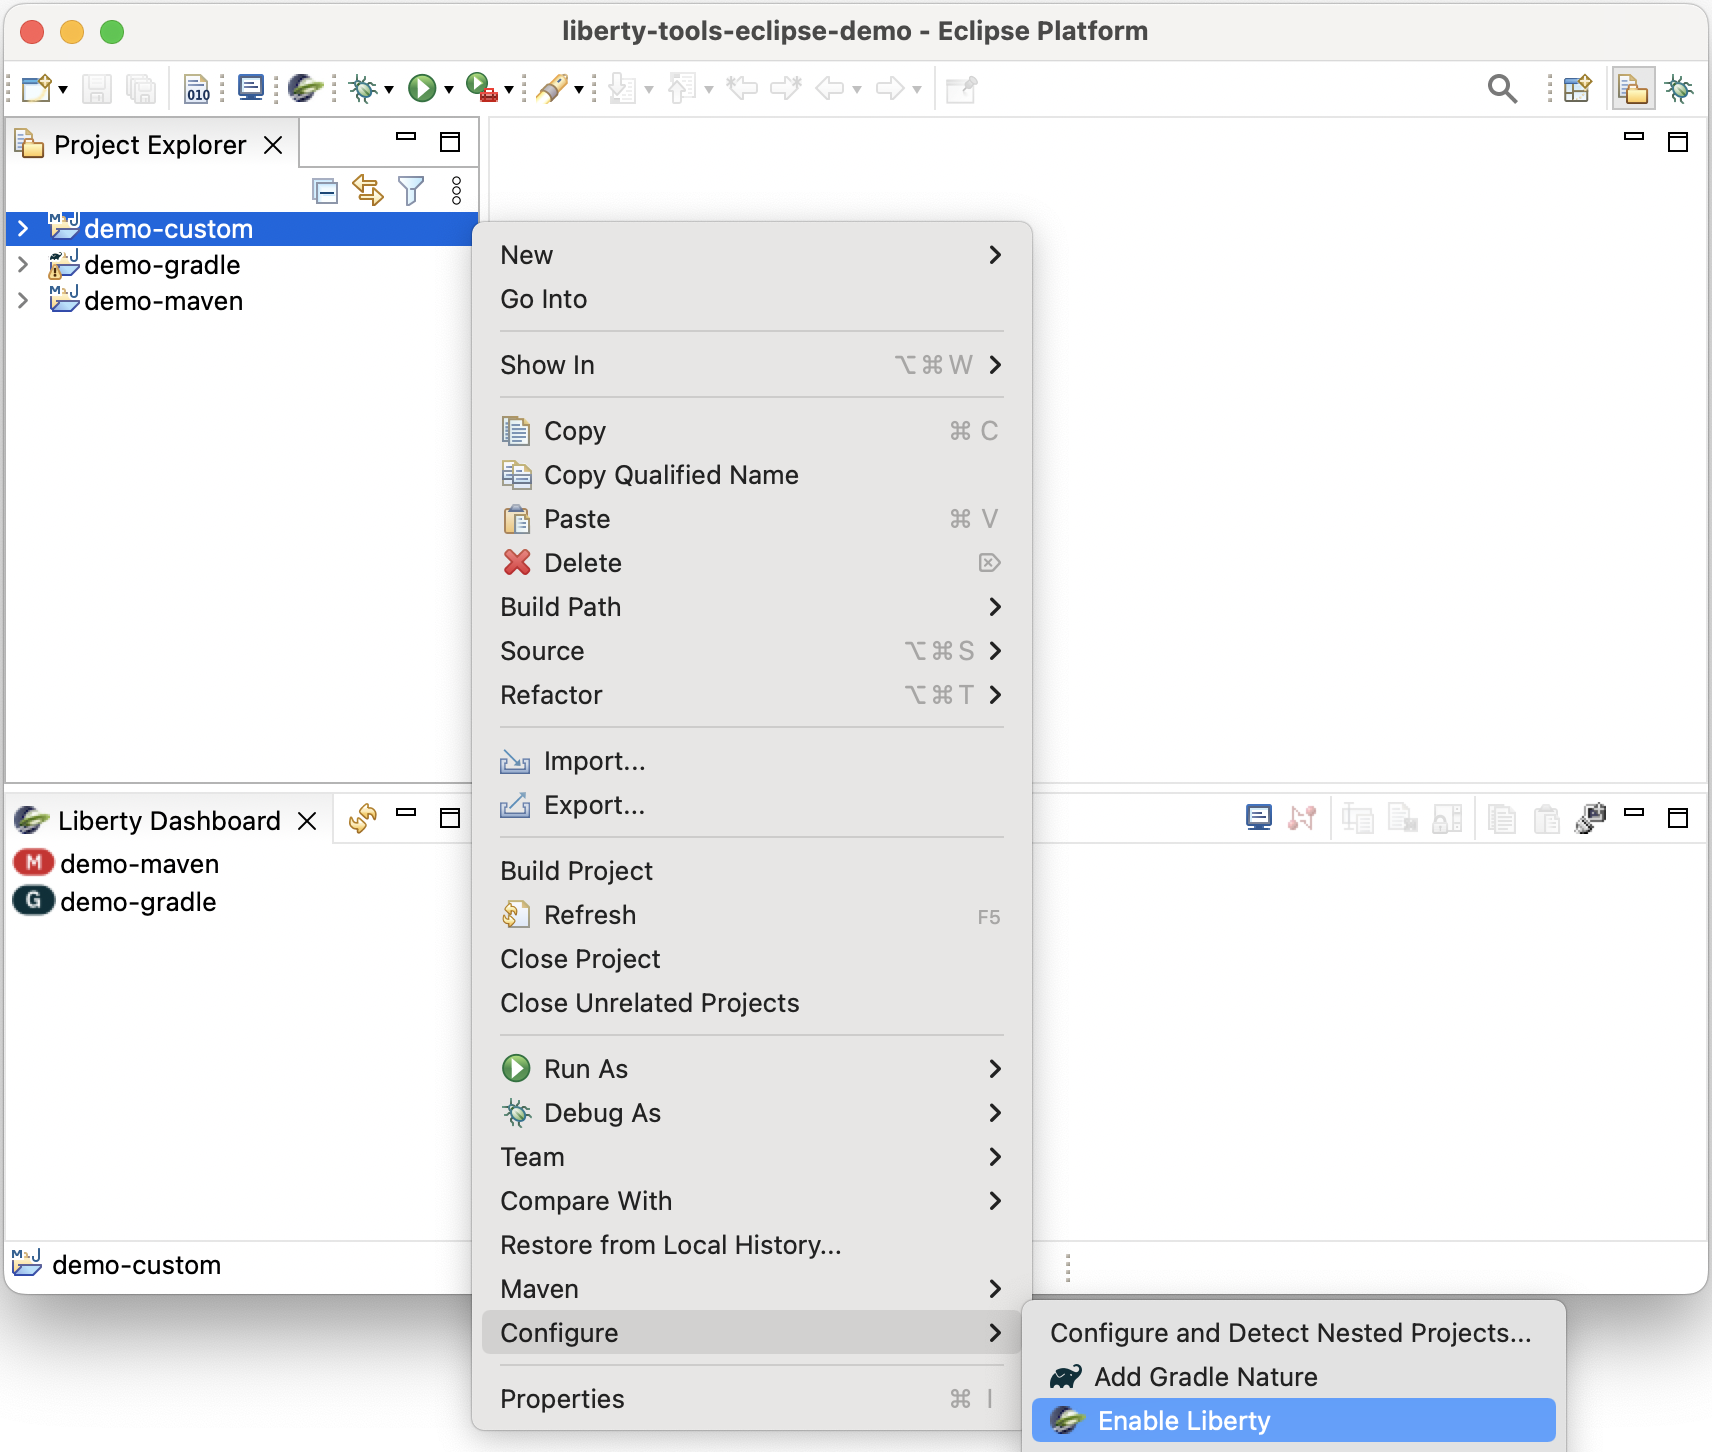 liberty-tools-eclipse-demo - Eclipse Platform
010
Project Explorer
demo-custom
demo-gradle
demo-maven
New
Go Into
Show In ⌥⌘W
Copy ⌘ C
Copy Qualified Name
Paste ⌘ V
Delete ⌦
Build Path
Source ⌥⌘S
Refactor ⌥⌘T
Import...
Export...
Build Project
Refresh F5
Close Project
Close Unrelated Projects
Run As
Debug As
Team
Compare With
Restore from Local History...
Maven
Configure
Properties ⌘ I
Configure and Detect Nested Projects...
Add Gradle Nature
Enable Liberty
Liberty Dashboard
M demo-maven
G demo-gradle
demo-custom